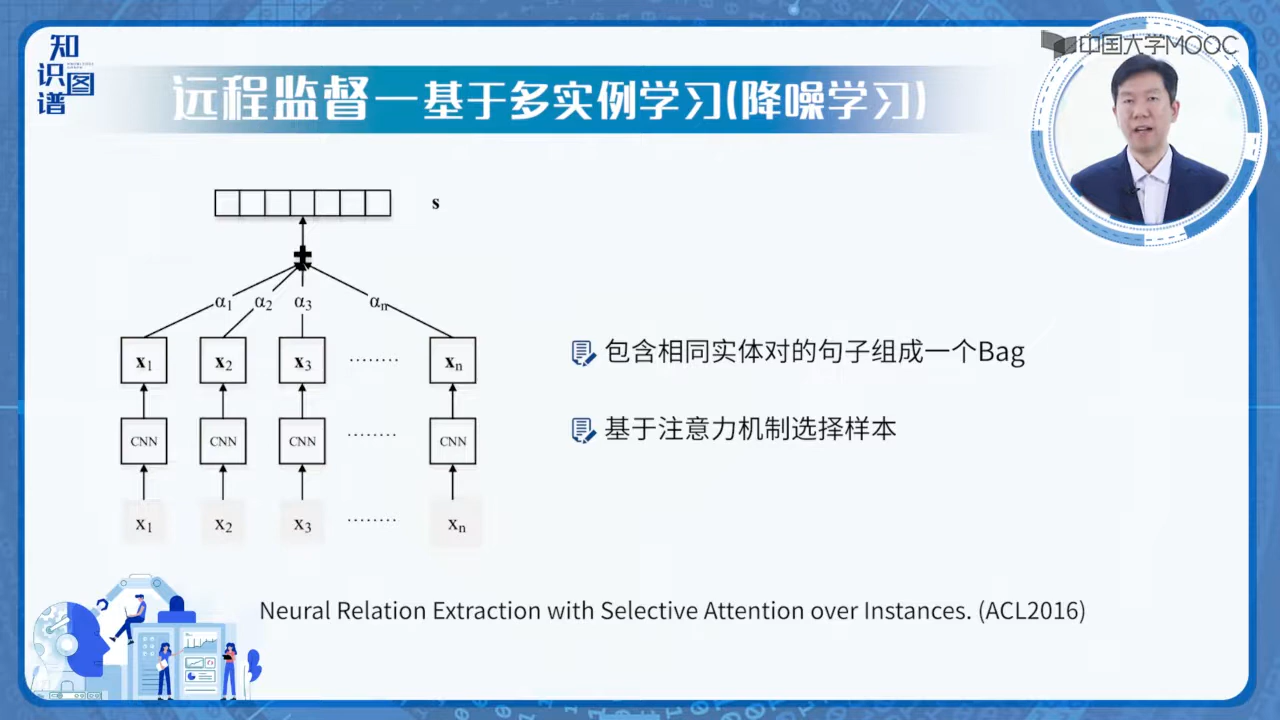 知识图谱
中国大学MOOC
远程监督—基于多实例学习(降噪学习)
s
α1 α2 α3 αn
x1 x2 x3 ........ xn
CNN CNN CNN ........ CNN
x1 x2 x3 ........ xn
包含相同实体对的句子组成一个Bag
基于注意力机制选择样本
Neural Relation Extraction with Selective Attention over Instances. (ACL2016)